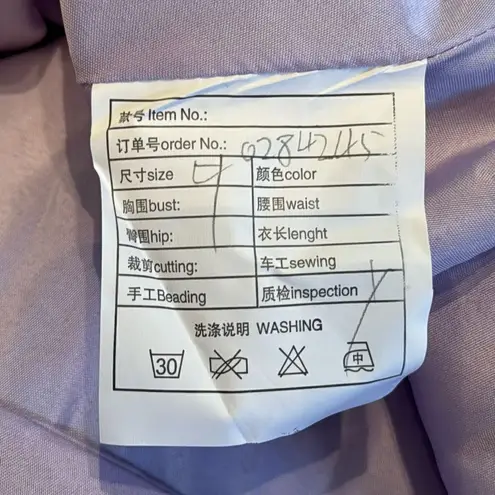 款号 Item No.:
订单号order No.: 02842145
尺寸size 4 颜色color
胸围bust: 腰围waist
臀围hip: 衣长lenght
裁剪cutting: 车工sewing
手工Beading 质检inspection
洗涤说明 WASHING
30 中